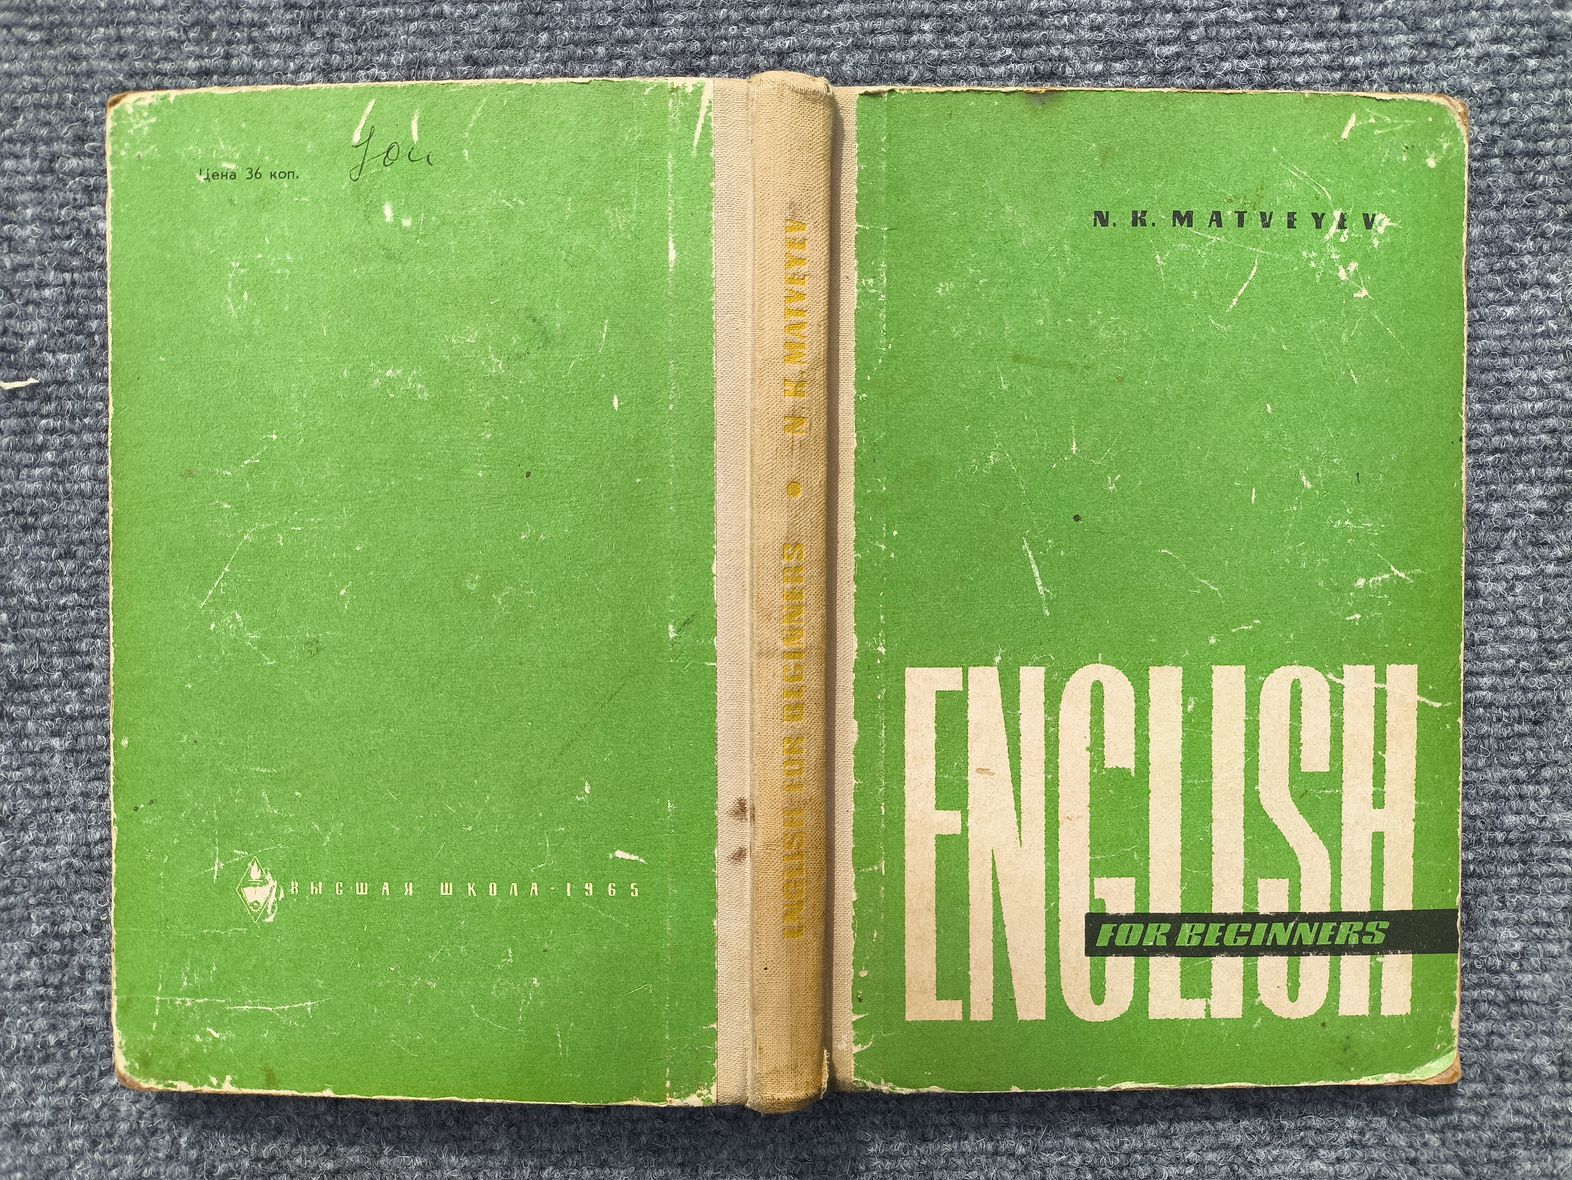 Цена 36 коп.
ВЫСШАЯ ШКОЛА-1965
ENGLISH FOR BEGINNERS • N. K. MATVEYEV
N. K. MATVEYEV
ENGLISH
FOR BEGINNERS